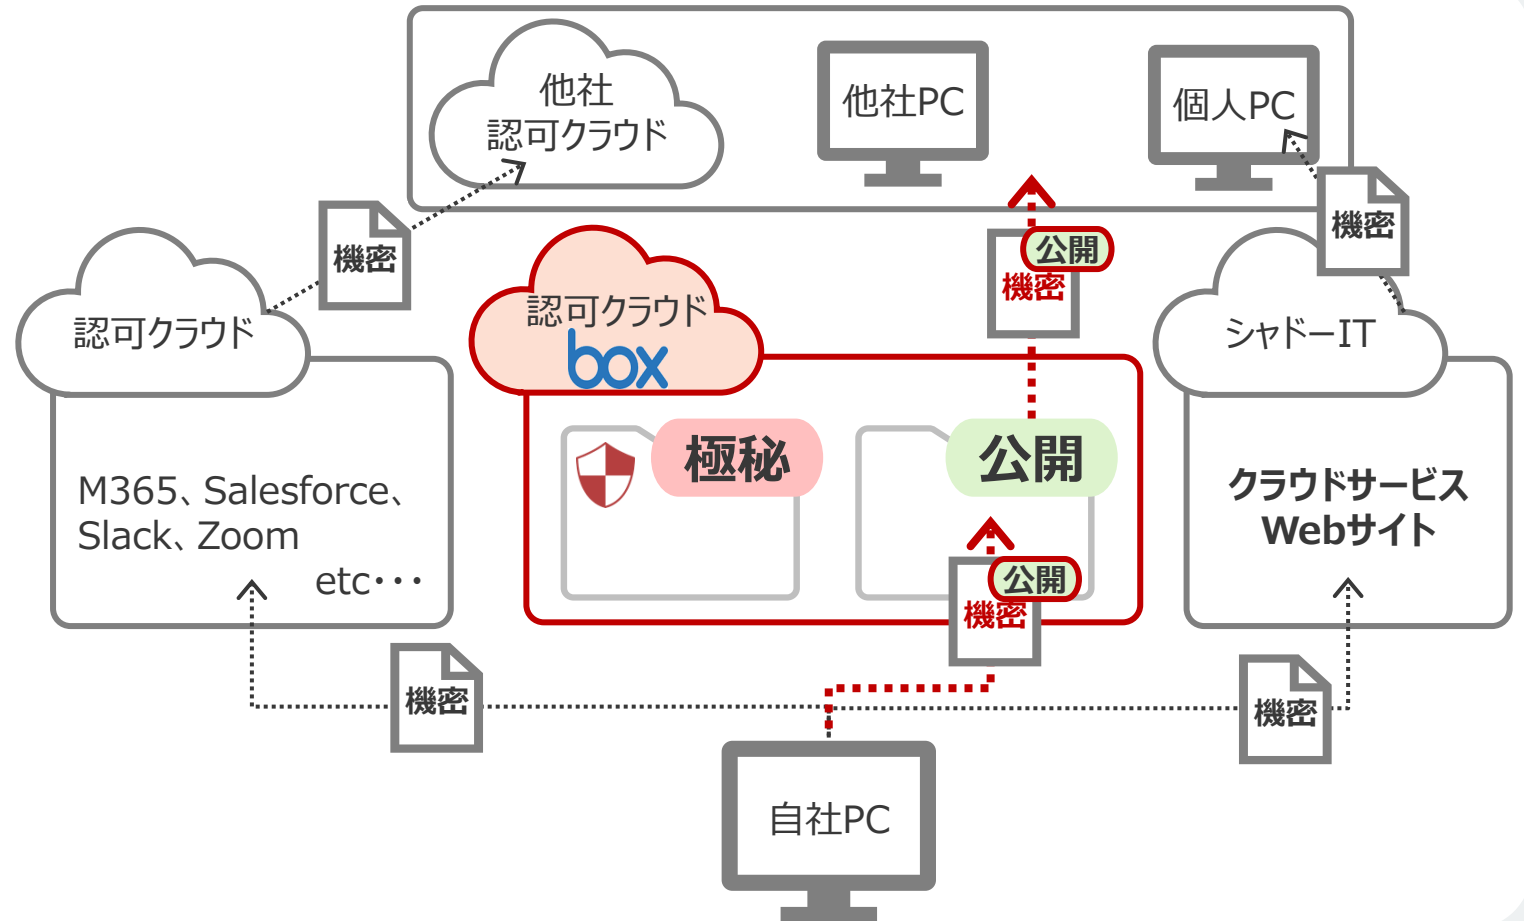 他社
認可クラウド
他社PC
個人PC
機密
公開
機密
機密
認可クラウド
認可クラウド
box
シャドーIT
極秘
公開
M365、Salesforce、
Slack、Zoom
etc･･･
クラウドサービス
Webサイト
公開
機密
機密
機密
自社PC